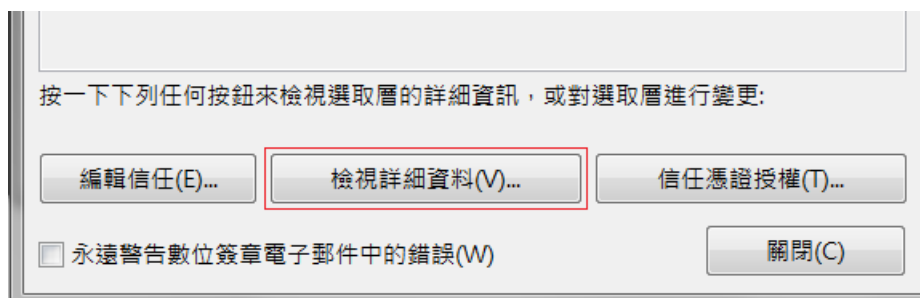 按一下下列任何按鈕來檢視選取層的詳細資訊，或對選取層進行變更:
編輯信任(E)... 檢視詳細資料(V)... 信任憑證授權(T)...
永遠警告數位簽章電子郵件中的錯誤(W) 關閉(C)